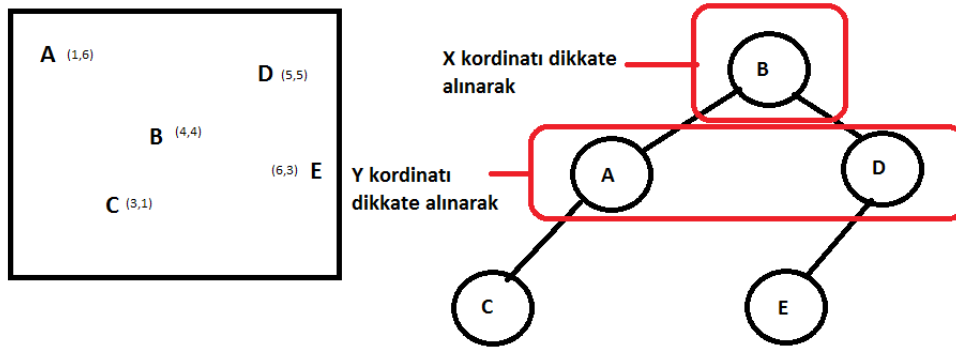 A (1,6)
D (5,5)
B (4,4)
(6,3) E
C (3,1)
X kordinatı dikkate
alınarak
B
Y kordinatı
dikkate alınarak
A
D
C
E